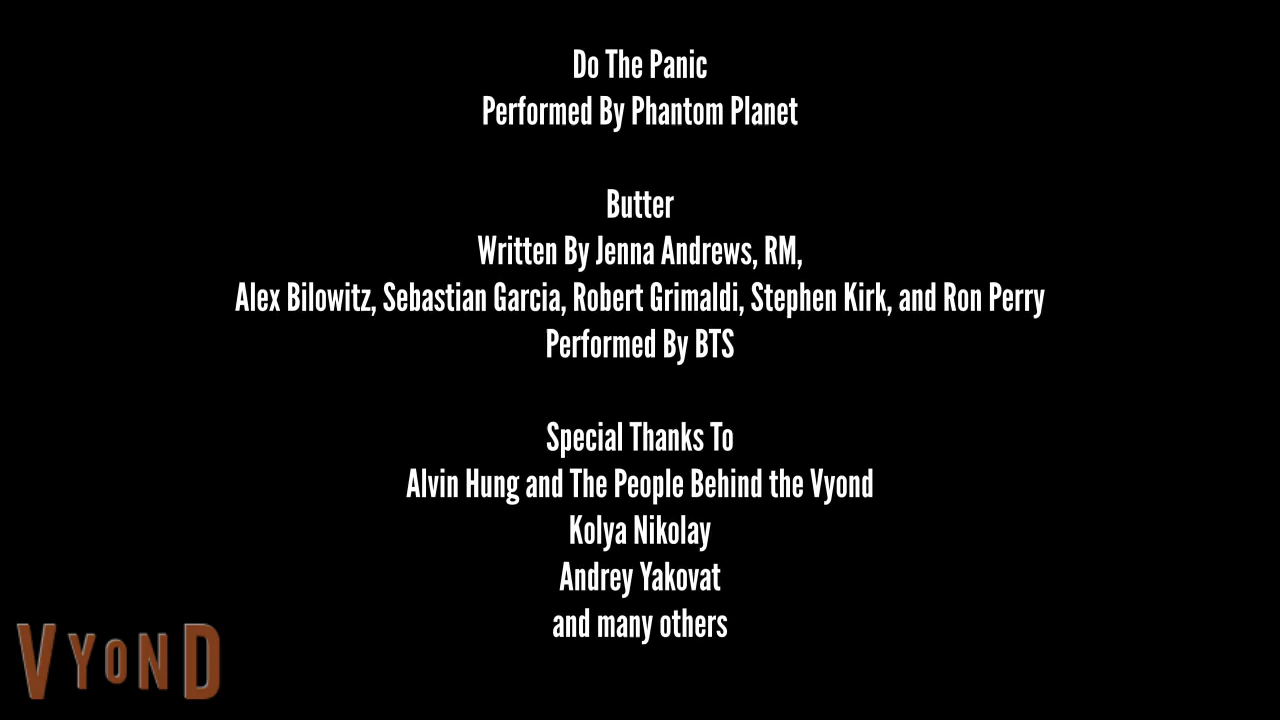 Do The Panic
Performed By Phantom Planet
Butter
Written By Jenna Andrews, RM,
Alex Bilowitz, Sebastian Garcia, Robert Grimaldi, Stephen Kirk, and Ron Perry
Performed By BTS
Special Thanks To
Alvin Hung and The People Behind the Vyond
Kolya Nikolay
Andrey Yakovat
and many others
VYOND